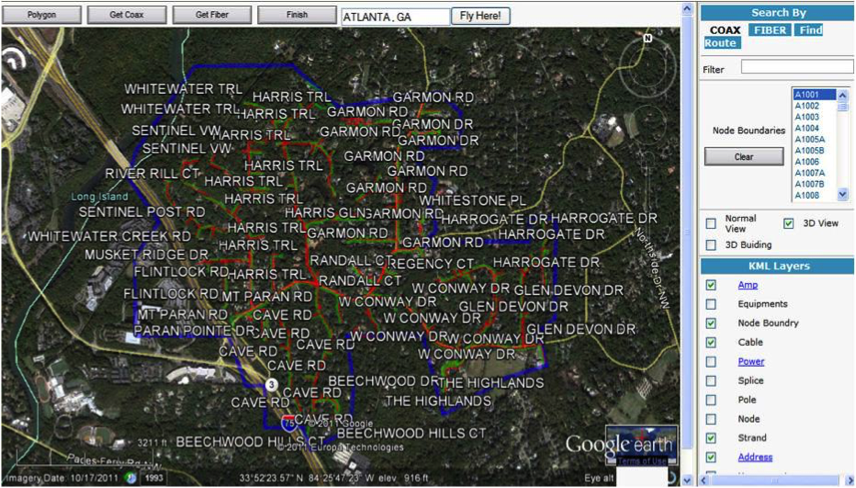 Polygon
Get Coax
Get Fiber
Finish
ATLANTA, GA
Fly Here!
N
WHITEWATER TRL
HARRIS TRL
GARMON RD
WHITEWATER TRL
HARRIS TRL
GARMON RD
SENTINEL VW
HARRIS TRL
GARMON RD
GARMON DR
SENTINEL VW
GARMON DR
HARRIS TRL
GARMON RD
RIVER RILL CT
HARRIS TRL
GARMON RD
GARMON RD
Long Island
HARRIS TRL
WHITESTONE PL
SENTINEL POST RD
HARRIS GLN
GARMON RD
HARROGATE DR
HARROGATE DR
WHITEWATER CREEK RD
HARRIS TRL
GARMON RD
HARROGATE DR
MUSKET RIDGE DR
HARRIS TRL
GARMON RD
Northside-Dr-NW
FLINTLOCK RD
HARRIS TRL
RANDALL CT
REGENCY CT
HARROGATE DR
RANDALL CT
FLINTLOCK RD
MT PARAN RD
W CONWAY DR
W CONWAY DR
GLEN DEVON DR
MT PARAN RD
CAVE RD
W CONWAY DR
GLEN DEVON DR
PARAN POINTE DR
CAVE RD
W CONWAY DR
W CONWAY DR
GLEN DEVON DR
CAVE RD
CAVE RD
W CONWAY DR
CAVE RD
BEECHWOOD DR
THE HIGHLANDS
3
CAVE RD
CAVE RD
THE HIGHLANDS
75
CAVE RD
© 2011 Google
BEECHWOOD HILLS CT
BEECHWOOD HILLS CT
© 2011 Europa Technologies
3211 ft
Paces-Ferry-Rd-NW
Google earth
Terms of Use
Imagery Date: 10/17/2011
1993
33°52'23.57" N
84°25'47.23" W
elev
916 ft
Eye alt
Search By
COAX
FIBER
Find Route
Filter
Node Boundaries
Clear
A1001
A1002
A1003
A1004
A1005A
A1005B
A1006
A1007A
A1007B
A1008
Normal View
3D View
3D Buiding
KML Layers
Amp
Equipments
Node Boundry
Cable
Power
Splice
Pole
Node
Strand
Address